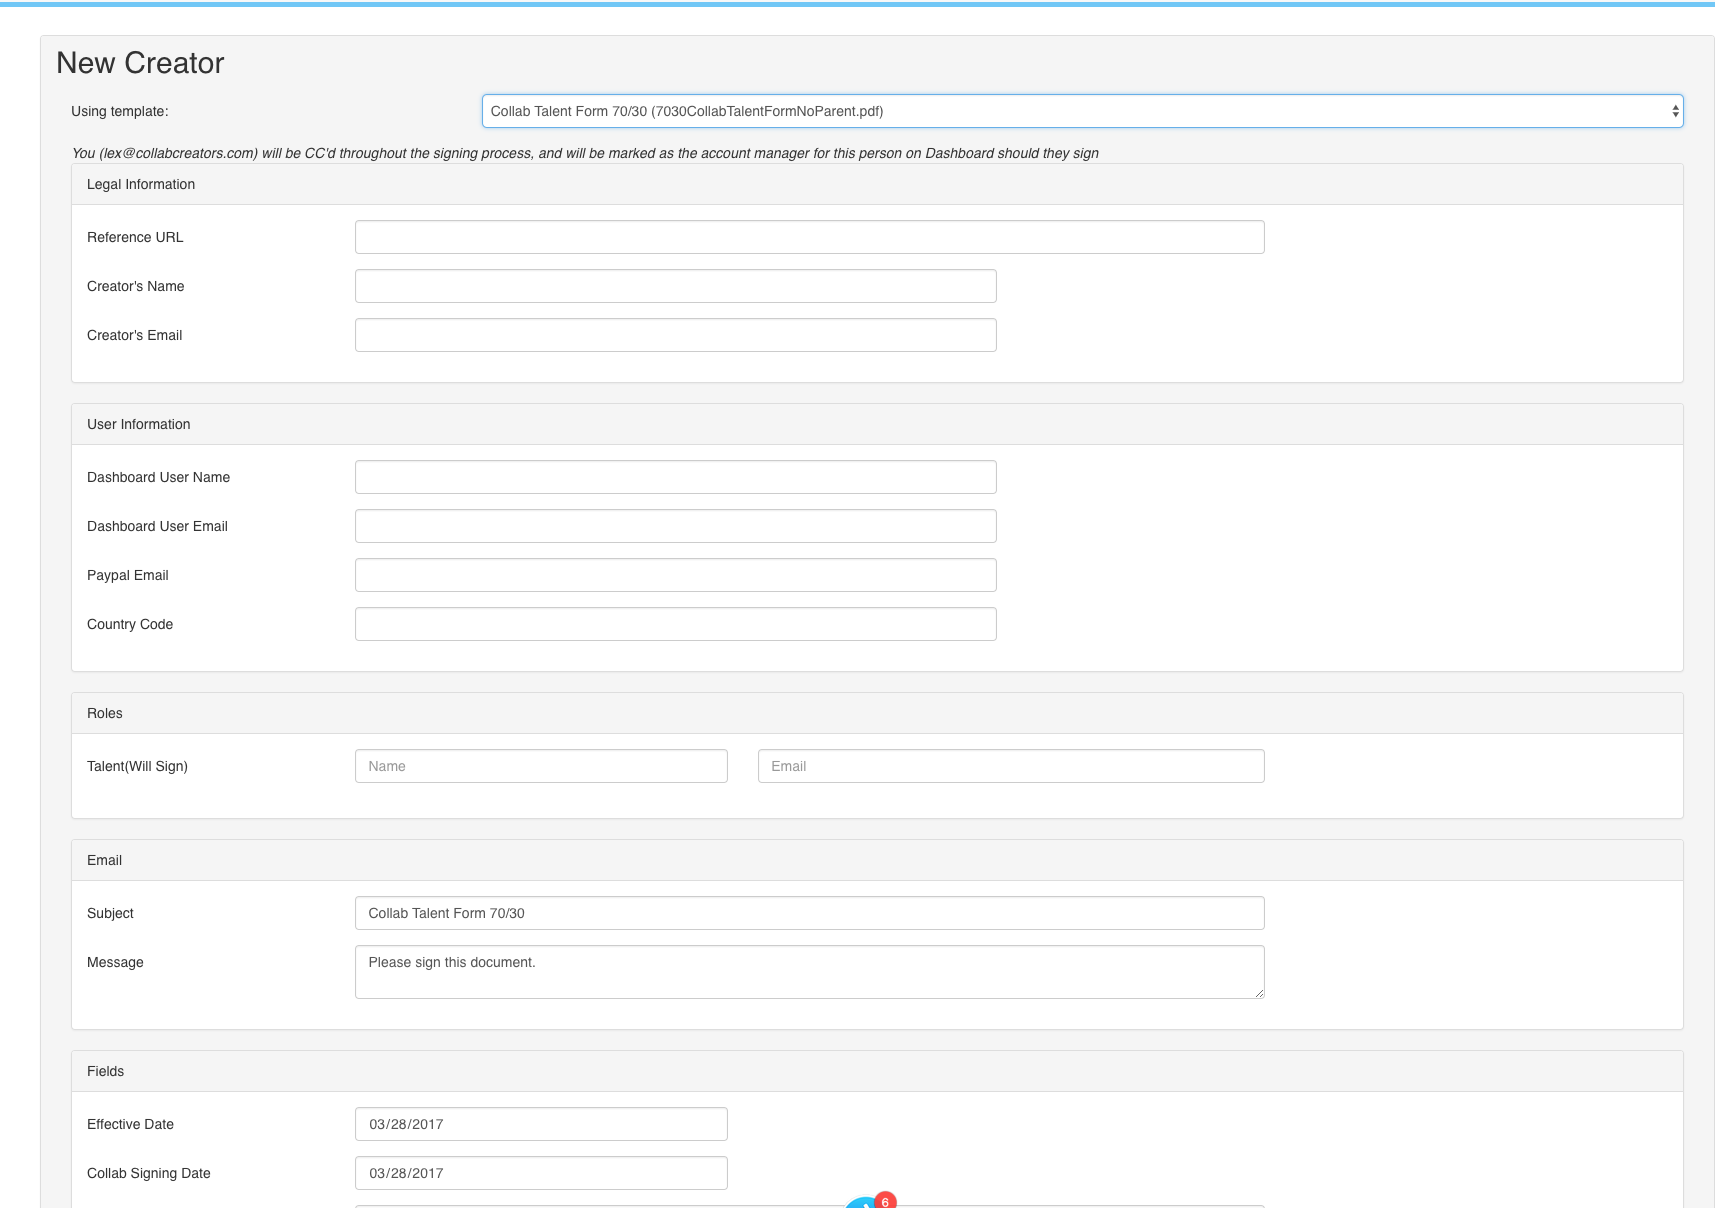 New Creator
Using template:
Collab Talent Form 70/30 (7030CollabTalentFormNoParent.pdf)
You (lex@collabcreators.com) will be CC'd throughout the signing process, and will be marked as the account manager for this person on Dashboard should they sign
Legal Information
Reference URL
Creator's Name
Creator's Email
User Information
Dashboard User Name
Dashboard User Email
Paypal Email
Country Code
Roles
Talent(Will Sign)
Name
Email
Email
Subject
Collab Talent Form 70/30
Message
Please sign this document.
Fields
Effective Date
03/28/2017
Collab Signing Date
03/28/2017
6